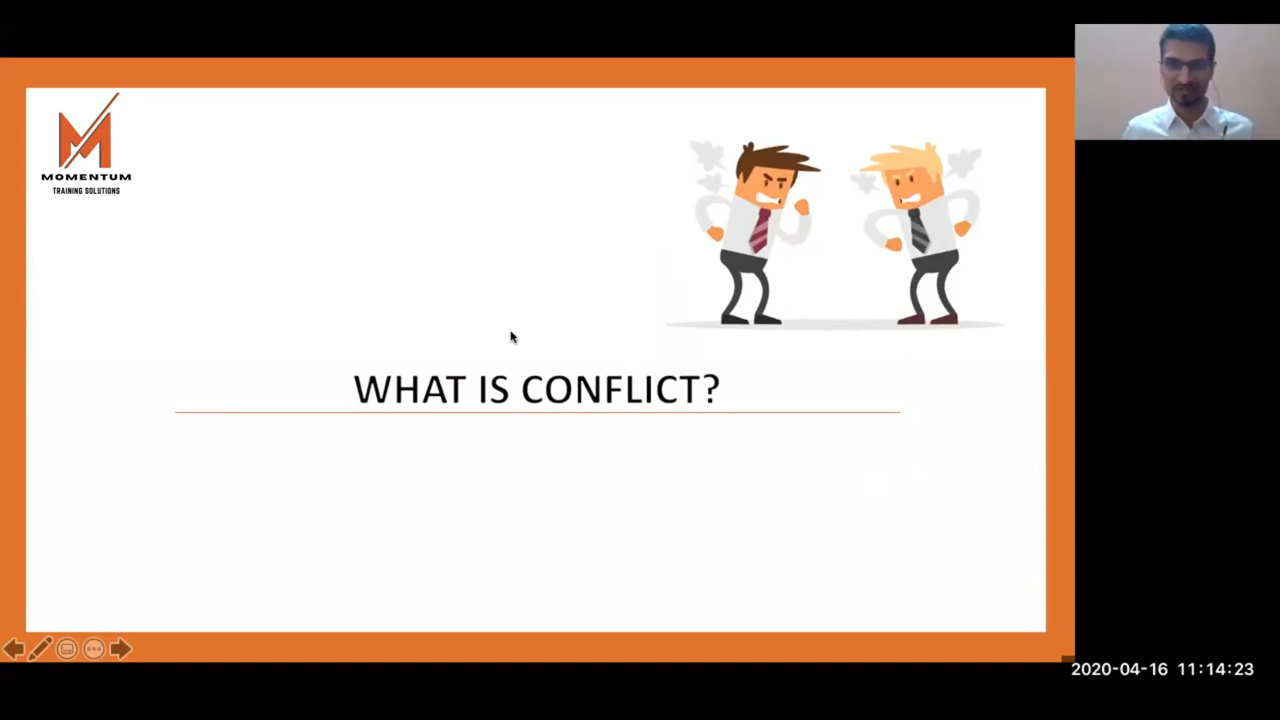 MOMENTUM
TRAINING SOLUTIONS
WHAT IS CONFLICT?
2020-04-16 11:14:23